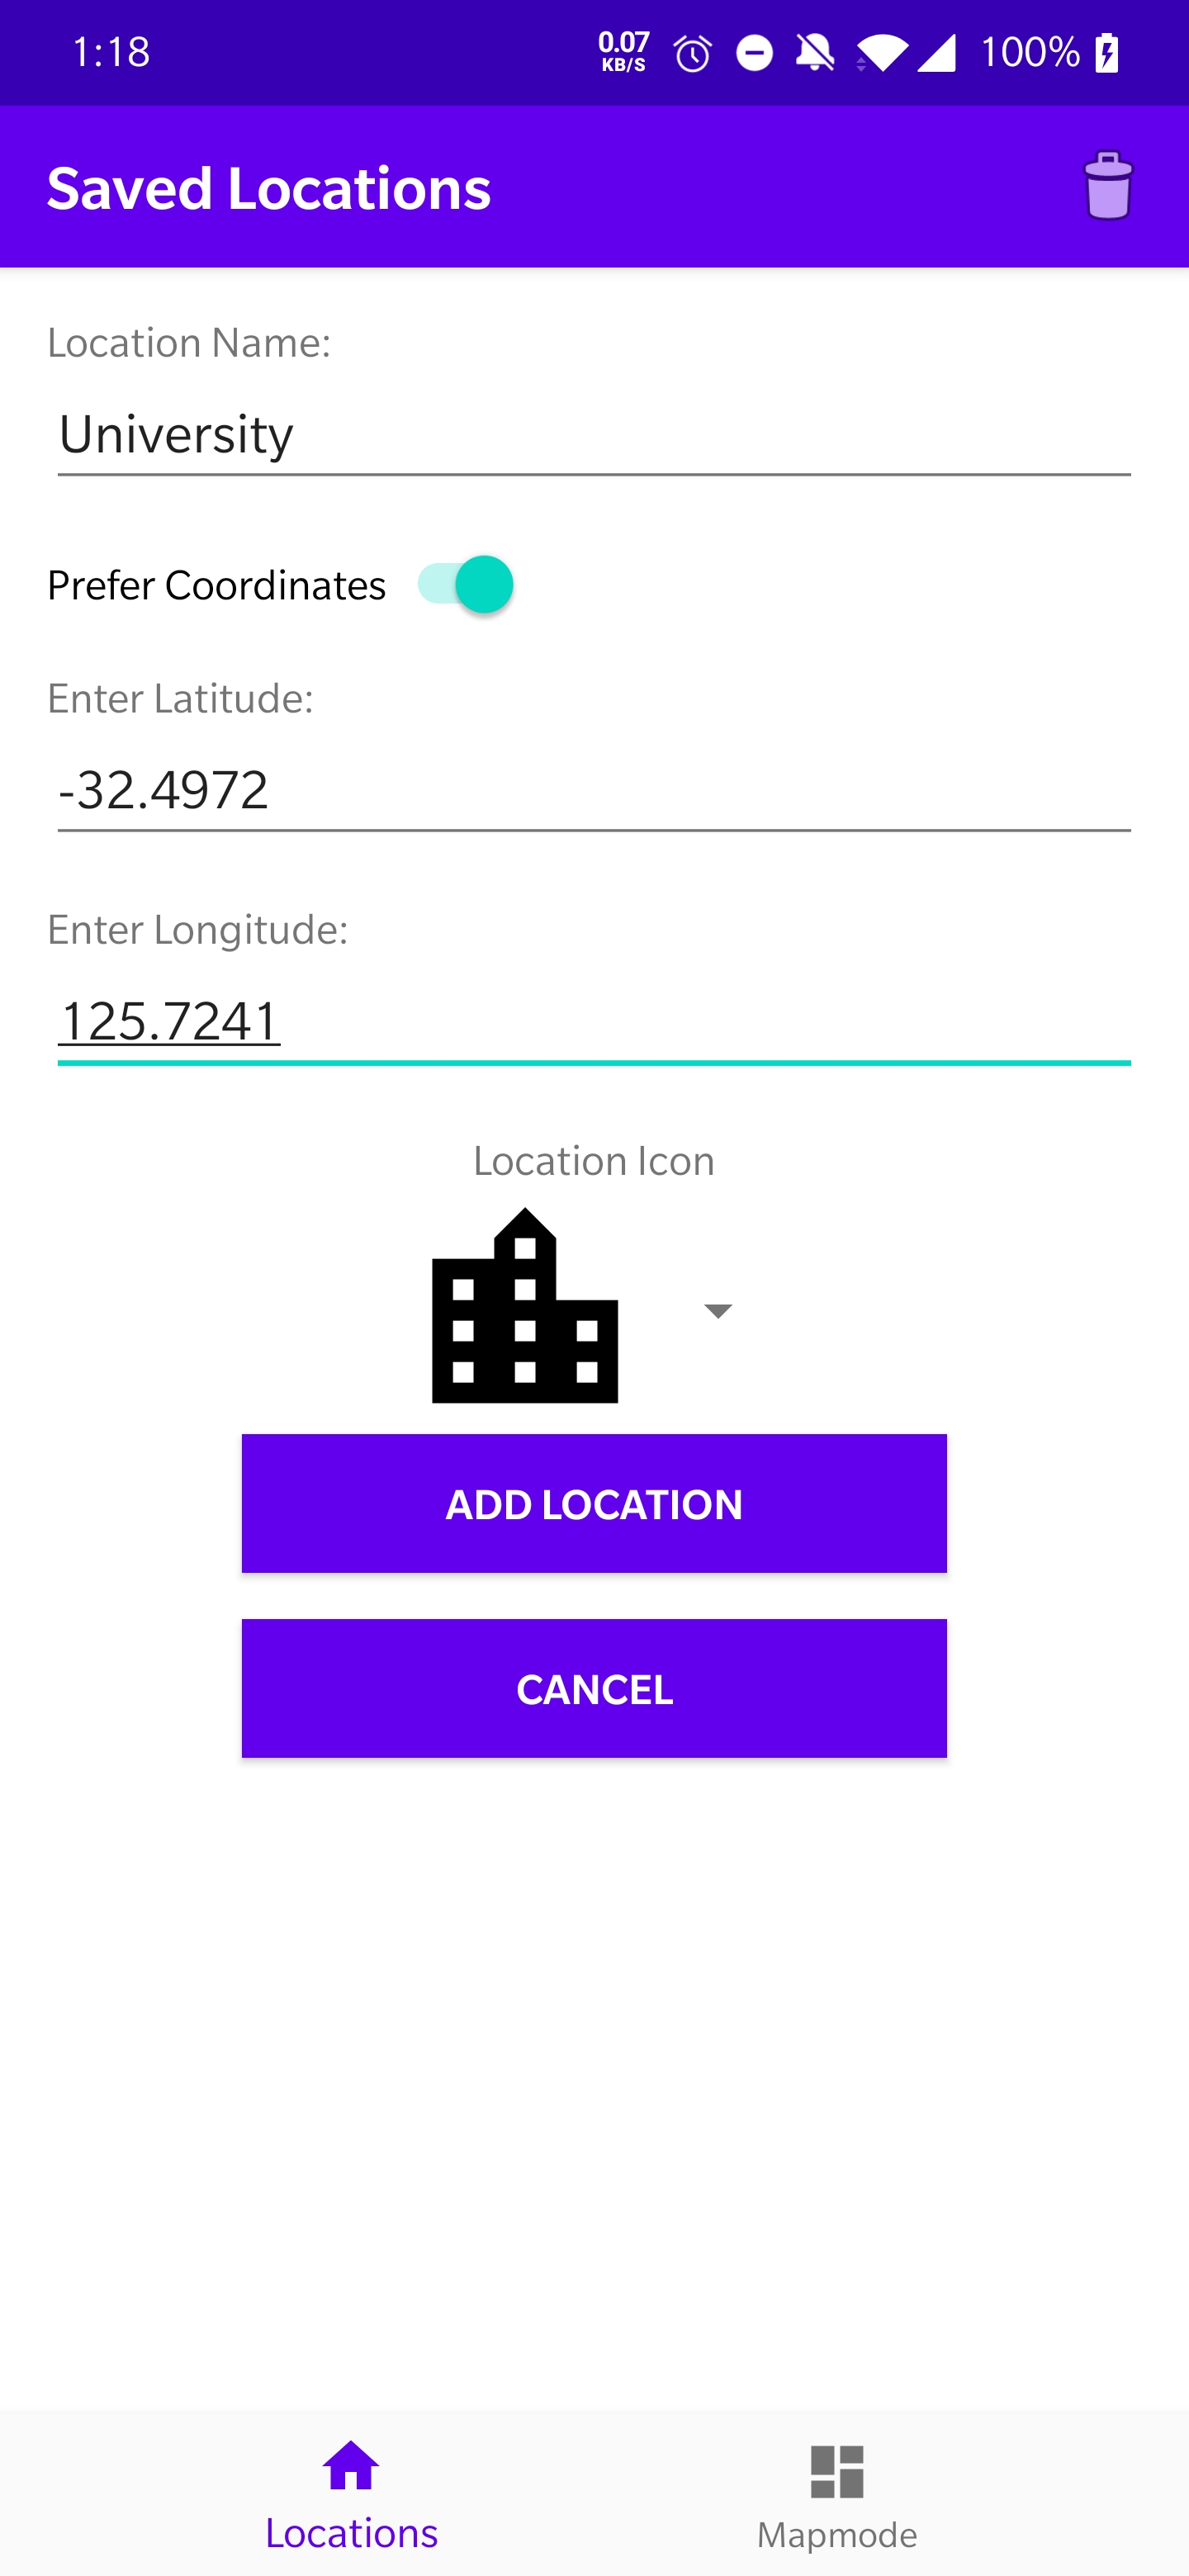 1:18
0.07
KB/S
100%
Saved Locations
Location Name:
University
Prefer Coordinates
Enter Latitude:
-32.4972
Enter Longitude:
125.7241
Location Icon
ADD LOCATION
CANCEL
Locations
Mapmode